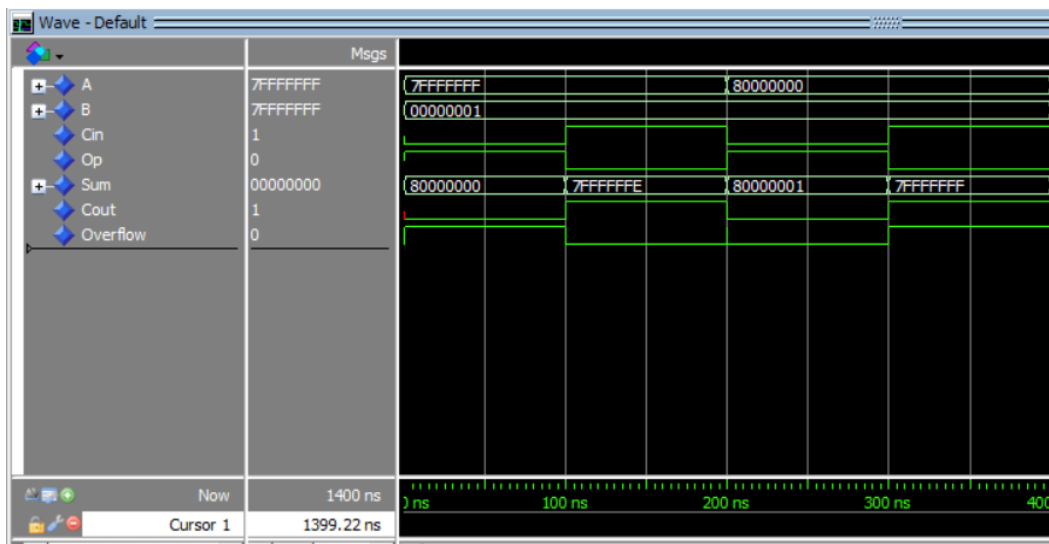 Wave - Default
Msgs
A 7FFFFFFF 7FFFFFFF 80000000
B 7FFFFFFF 00000001
Cin 1
Op 0
Sum 00000000 80000000 7FFFFFFE 80000001 7FFFFFFF
Cout 1
Overflow 0
Now 1400 ns ns 100 ns 200 ns 300 ns 400
Cursor 1 1399.22 ns